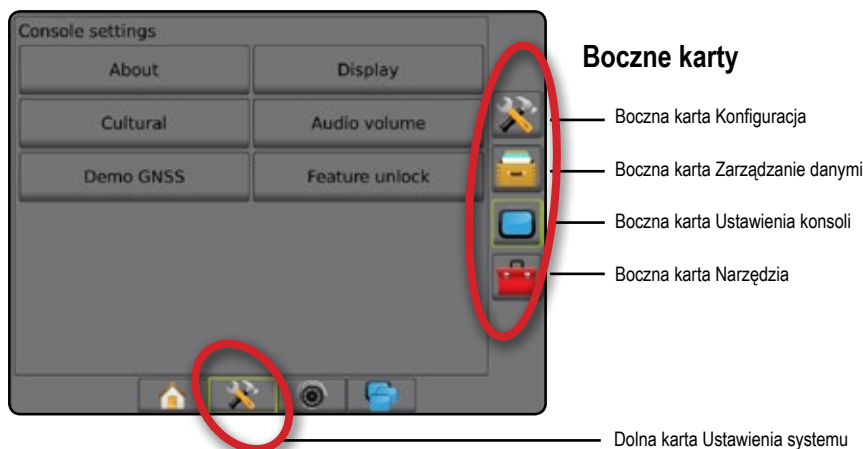 Console settings
About
Display
Cultural
Audio volume
Demo GNSS
Feature unlock
Boczne karty
Boczna karta Konfiguracja
Boczna karta Zarządzanie danymi
Boczna karta Ustawienia konsoli
Boczna karta Narzędzia
Dolna karta Ustawienia systemu